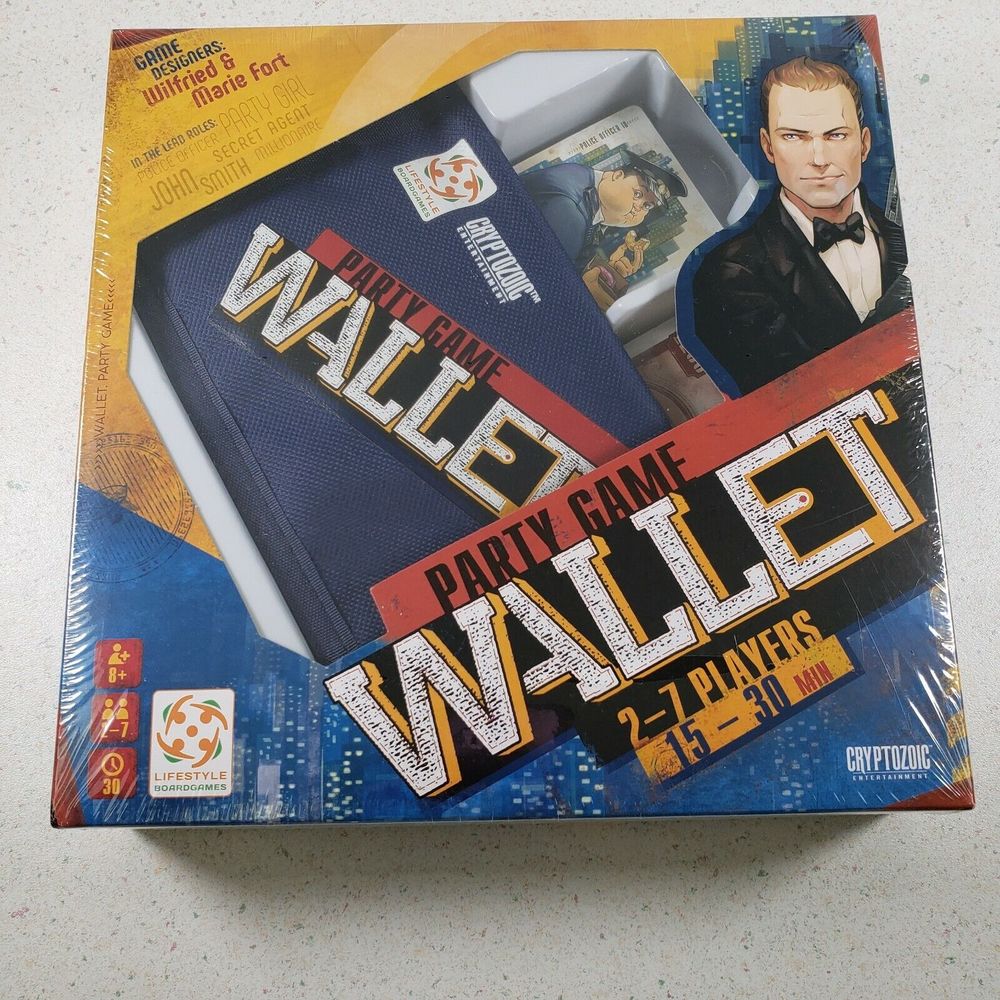 GAME
DESIGNERS:
Wilfried &
Marie Fort
IN THE LEAD ROLES: PARTY GIRL
POLICE OFFICER SECRET AGENT
JOHN SMITH MILLIONAIRE
POLICE OFFICER ID
LIFESTYLE
BOARDGAMES
CRYPTOZOIC™
ENTERTAINMENT
PARTY GAME
WALLET
WALLET. PARTY GAME
PARTY GAME
WALLET
2–7 PLAYERS
15 – 30 MIN
8+
2–7
30
LIFESTYLE
BOARDGAMES
CRYPTOZOIC
ENTERTAINMENT